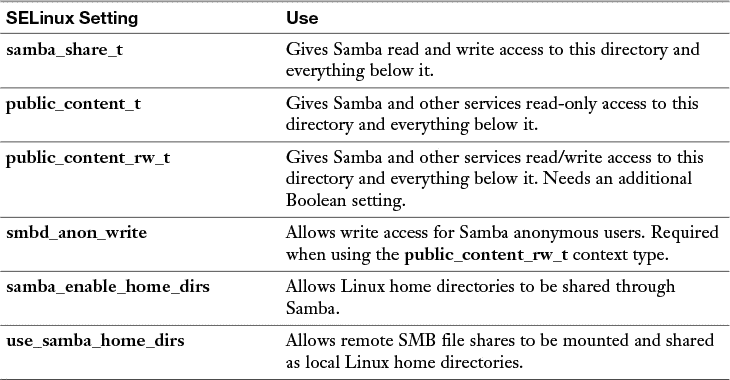 SELinux Setting Use
samba_share_t Gives Samba read and write access to this directory and
everything below it.
public_content_t Gives Samba and other services read-only access to this
directory and everything below it.
public_content_rw_t Gives Samba and other services read/write access to this
directory and everything below it. Needs an additional
Boolean setting.
smbd_anon_write Allows write access for Samba anonymous users. Required
when using the public_content_rw_t context type.
samba_enable_home_dirs Allows Linux home directories to be shared through
Samba.
use_samba_home_dirs Allows remote SMB file shares to be mounted and shared
as local Linux home directories.